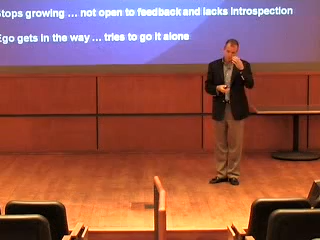 Stops growing ... not open to feedback and lacks introspection
Ego gets in the way ... tries to go it alone